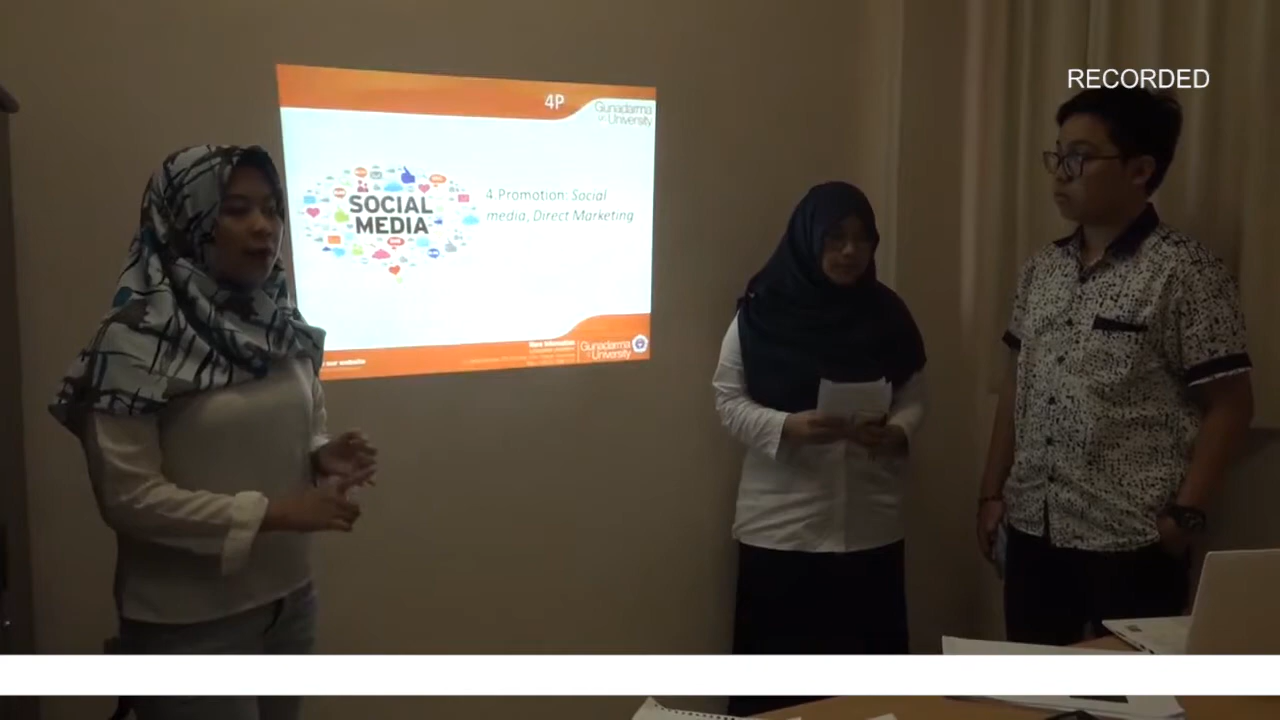 RECORDED
4P
Gunadarma
University
SOCIAL
MEDIA
4 Promotion: Social
media, Direct Marketing
Gunadarma
University